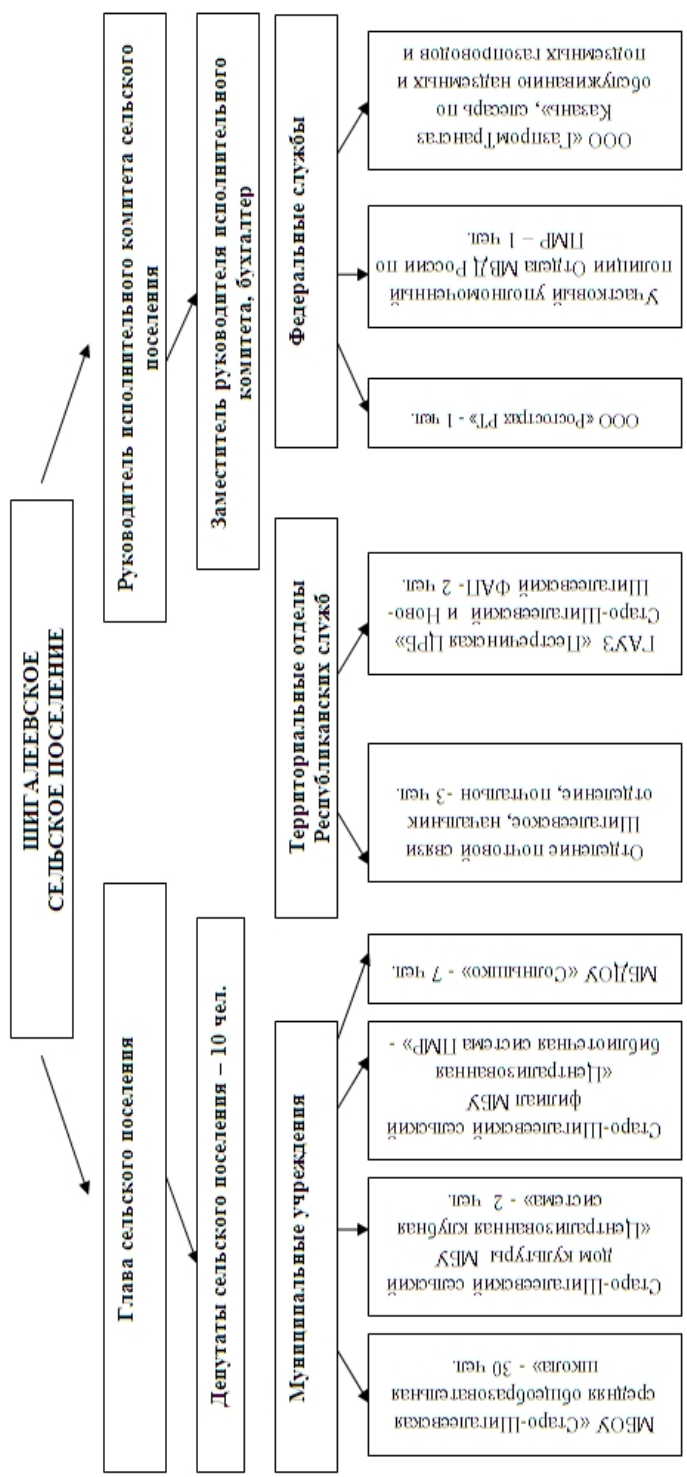 ШИГАЛЕЕВСКОЕ
СЕЛЬСКОЕ ПОСЕЛЕНИЕ
Глава сельского поселения
Руководитель исполнительного комитета сельского
поселения
Депутаты сельского поселения – 10 чел.
Заместитель руководителя исполнительного
комитета, бухгалтер
Муниципальные учреждения
Территориальные отделы
Республиканских служб
Федеральные службы
МБОУ «Старо-Шигалеевская
средняя общеобразовательная
школа» - 30 чел.
Старо-Шигалеевский сельский
дом культуры МБУ
«Централизованная клубная
система» - 2 чел.
Старо-Шигалеевский сельский
филиал МБУ
«Централизованная
библиотечная система ПМР» -
МБДОУ «Солнышко» - 7 чел.
Отделение почтовой связи
Шигалеевское, начальник
отделение, почтальон -3 чел.
ГАУЗ «Пестречинская ЦРБ»
Старо-Шигалеевский и Ново-
Шигалеевский ФАП- 2 чел.
ООО «Росгострах РТ» - 1 чел.
Участковый уполномоченный
полиции Отдела МВД России по
ПМР – 1 чел.
ООО «ГазпромТрансгаз
Казань», слесарь по
обслуживанию надземных и
подземных газопроводов и